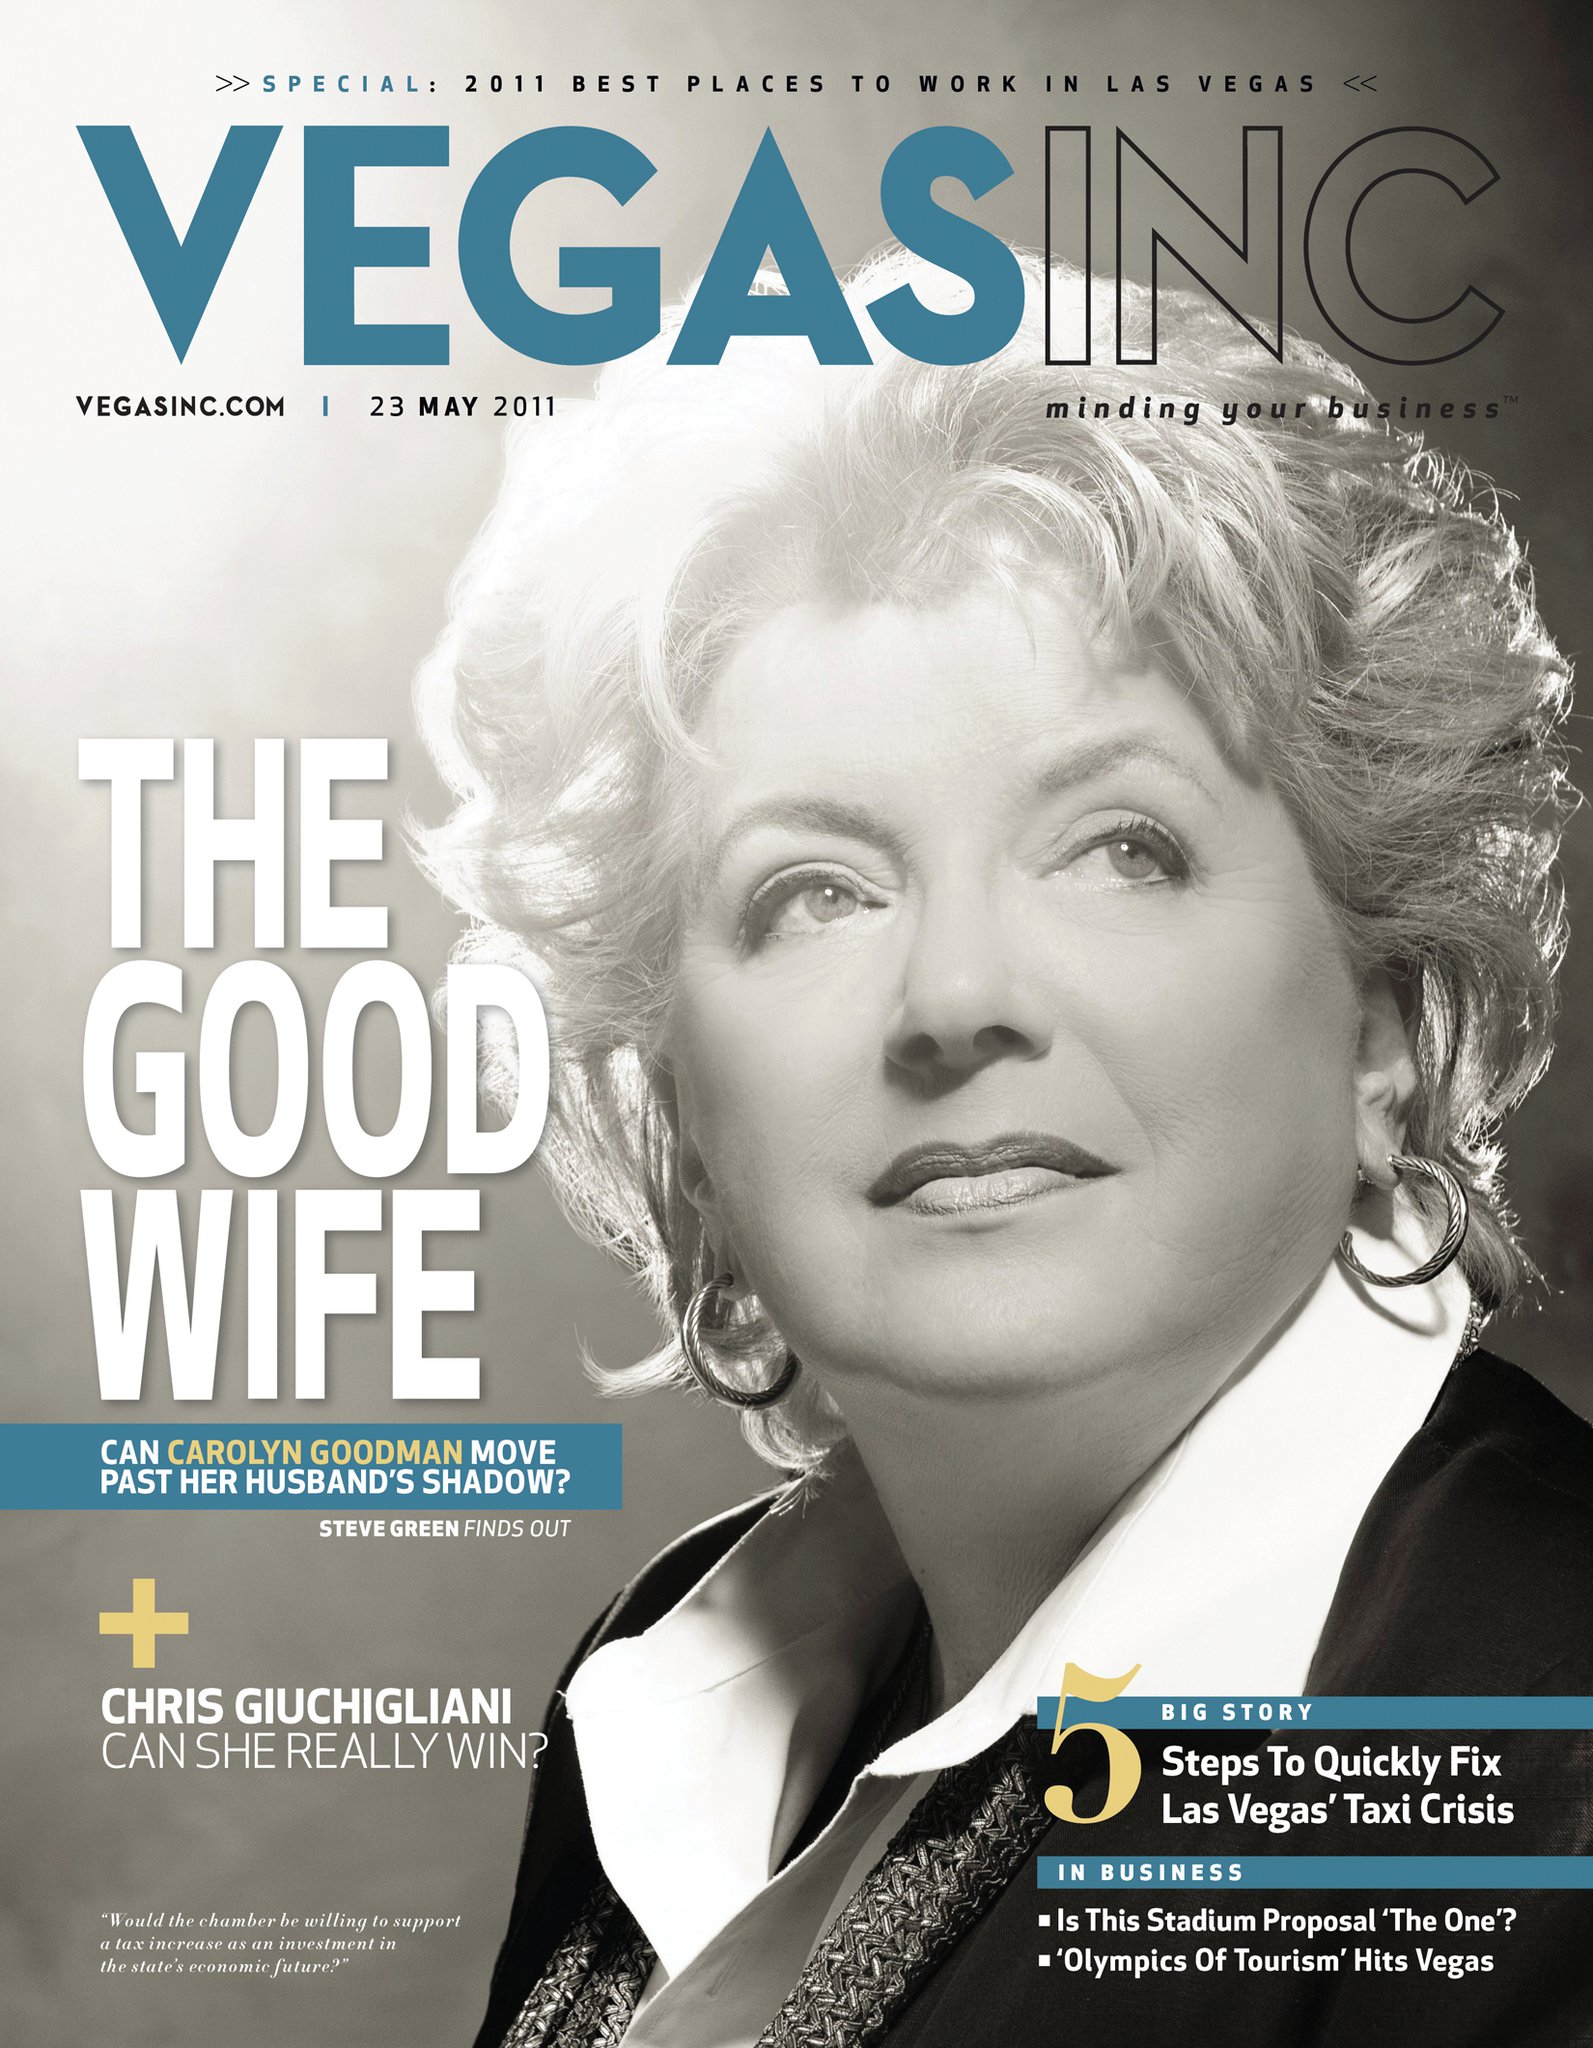 >> SPECIAL: 2011 BEST PLACES TO WORK IN LAS VEGAS <<
VEGASINC
VEGASINC.COM | 23 MAY 2011
minding your business™
THE
GOOD
WIFE
CAN CAROLYN GOODMAN MOVE
PAST HER HUSBAND'S SHADOW?
STEVE GREEN FINDS OUT
+
CHRIS GIUCHIGLIANI
CAN SHE REALLY WIN?
"Would the chamber be willing to support
a tax increase as an investment in
the state's economic future?"
BIG STORY
5 Steps To Quickly Fix
Las Vegas' Taxi Crisis
IN BUSINESS
▪ Is This Stadium Proposal 'The One'?
▪ 'Olympics Of Tourism' Hits Vegas